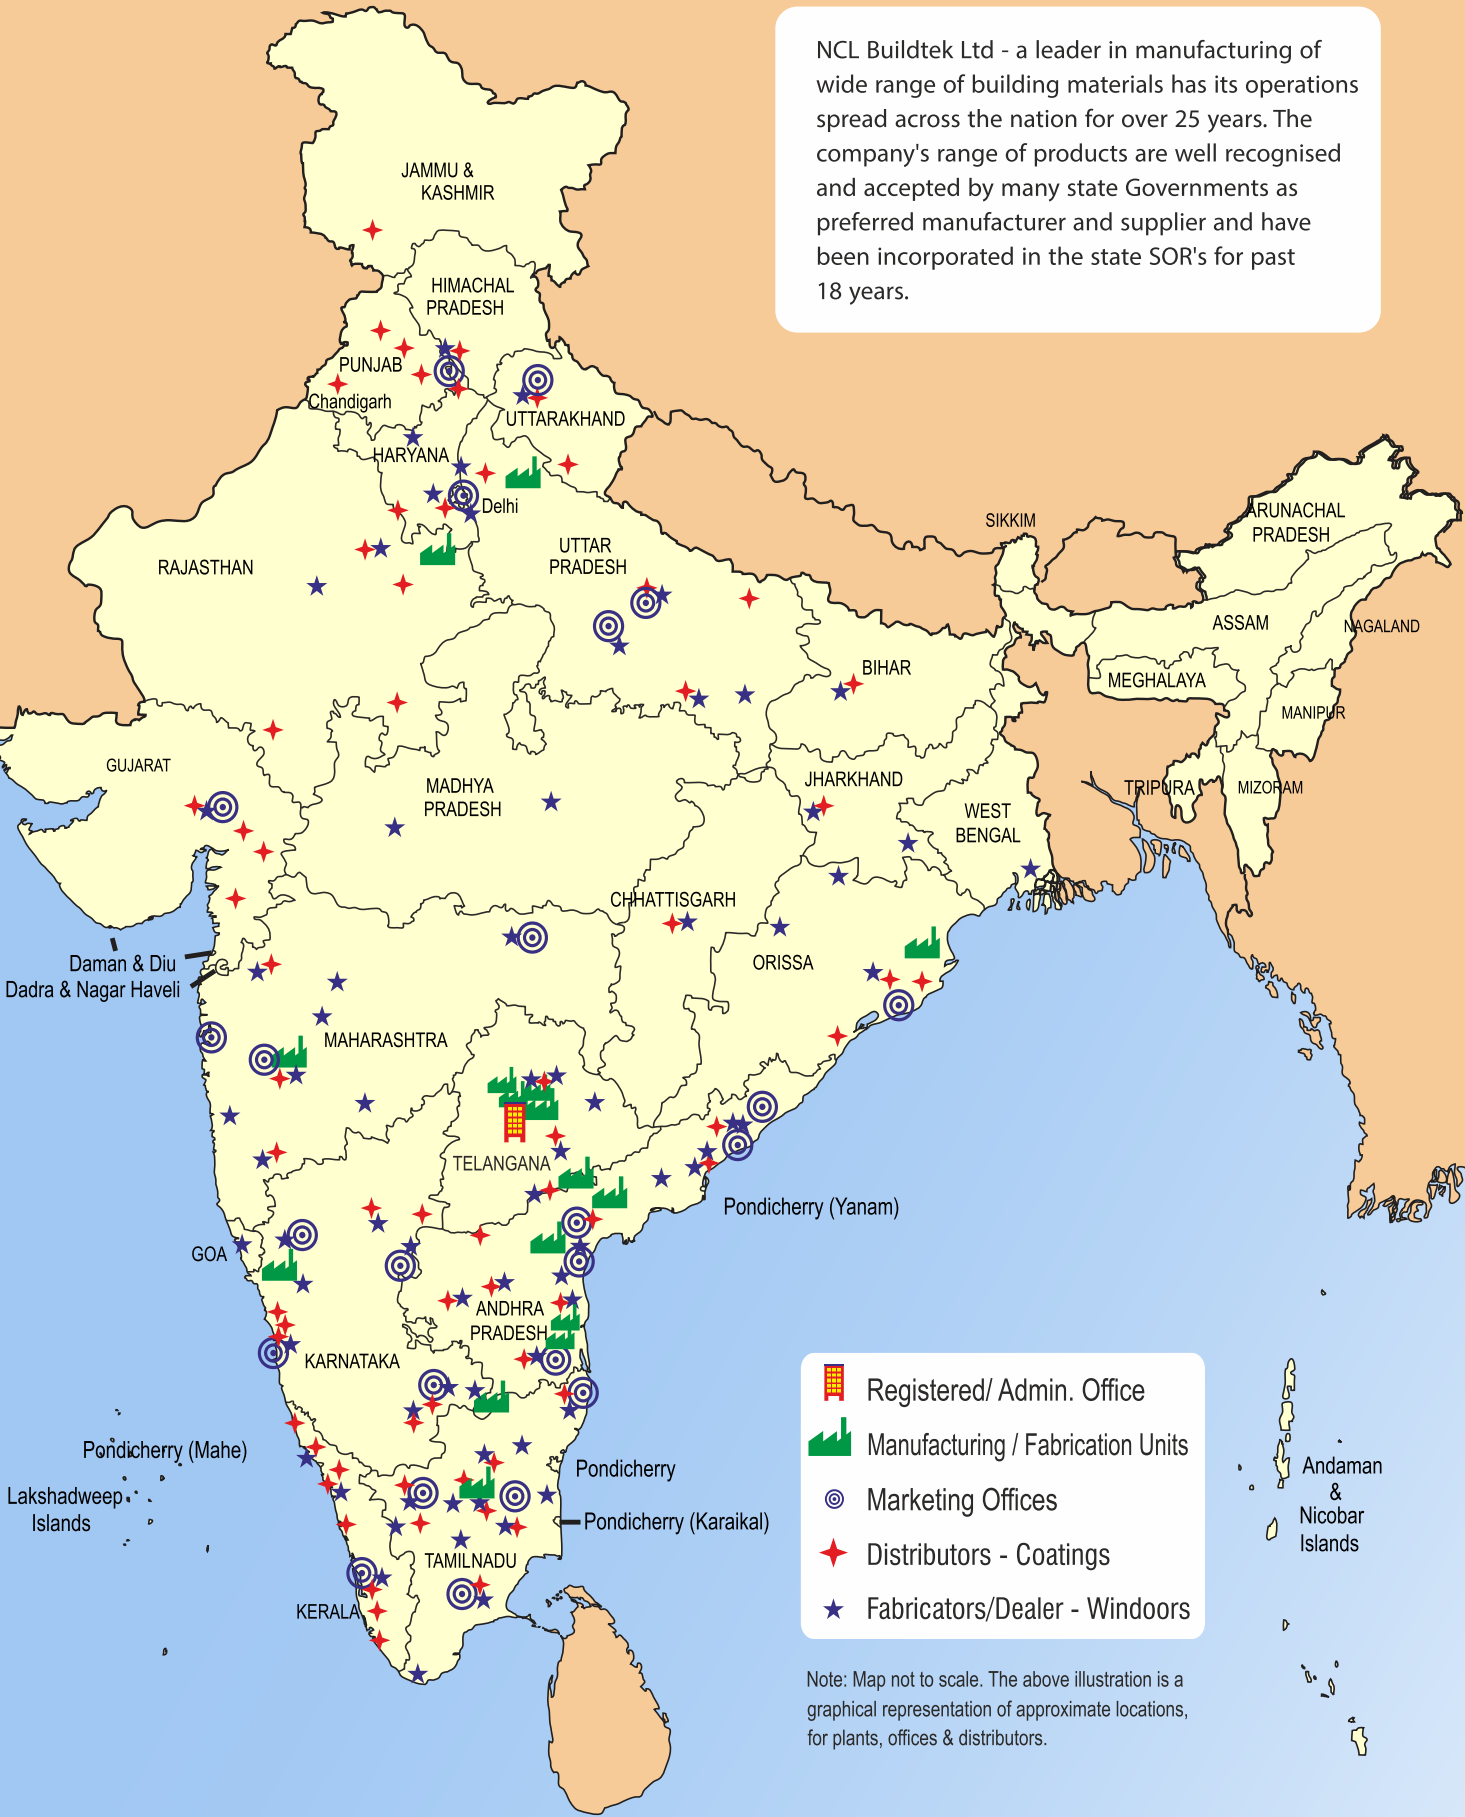 NCL Buildtek Ltd - a leader in manufacturing of
wide range of building materials has its operations
spread across the nation for over 25 years. The
company's range of products are well recognised
and accepted by many state Governments as
preferred manufacturer and supplier and have
been incorporated in the state SOR's for past
18 years.
JAMMU &
KASHMIR
HIMACHAL
PRADESH
PUNJAB
Chandigarh
UTTARAKHAND
HARYANA
Delhi
RAJASTHAN
UTTAR
PRADESH
SIKKIM
ARUNACHAL
PRADESH
ASSAM
NAGALAND
MEGHALAYA
MANIPUR
TRIPURA
MIZORAM
BIHAR
JHARKHAND
WEST
BENGAL
GUJARAT
MADHYA
PRADESH
CHHATTISGARH
ORISSA
Daman & Diu
Dadra & Nagar Haveli
MAHARASHTRA
TELANGANA
Pondicherry (Yanam)
GOA
ANDHRA
PRADESH
KARNATAKA
Pondicherry (Mahe)
Lakshadweep
Islands
Pondicherry
Pondicherry (Karaikal)
TAMILNADU
KERALA
Andaman
&
Nicobar
Islands
Registered/ Admin. Office
Manufacturing / Fabrication Units
Marketing Offices
Distributors - Coatings
Fabricators/Dealer - Windoors
Note: Map not to scale. The above illustration is a
graphical representation of approximate locations,
for plants, offices & distributors.